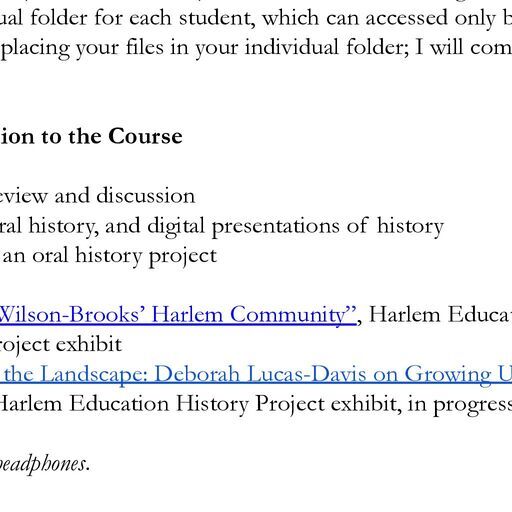 ual folder for each student, which can accessed only b
placing your files in your individual folder; I will com
ion to the Course
eview and discussion
ral history, and digital presentations of history
an oral history project
Wilson-Brooks’ Harlem Community”, Harlem Educa
roject exhibit
the Landscape: Deborah Lucas-Davis on Growing U
Harlem Education History Project exhibit, in progress
headphones.